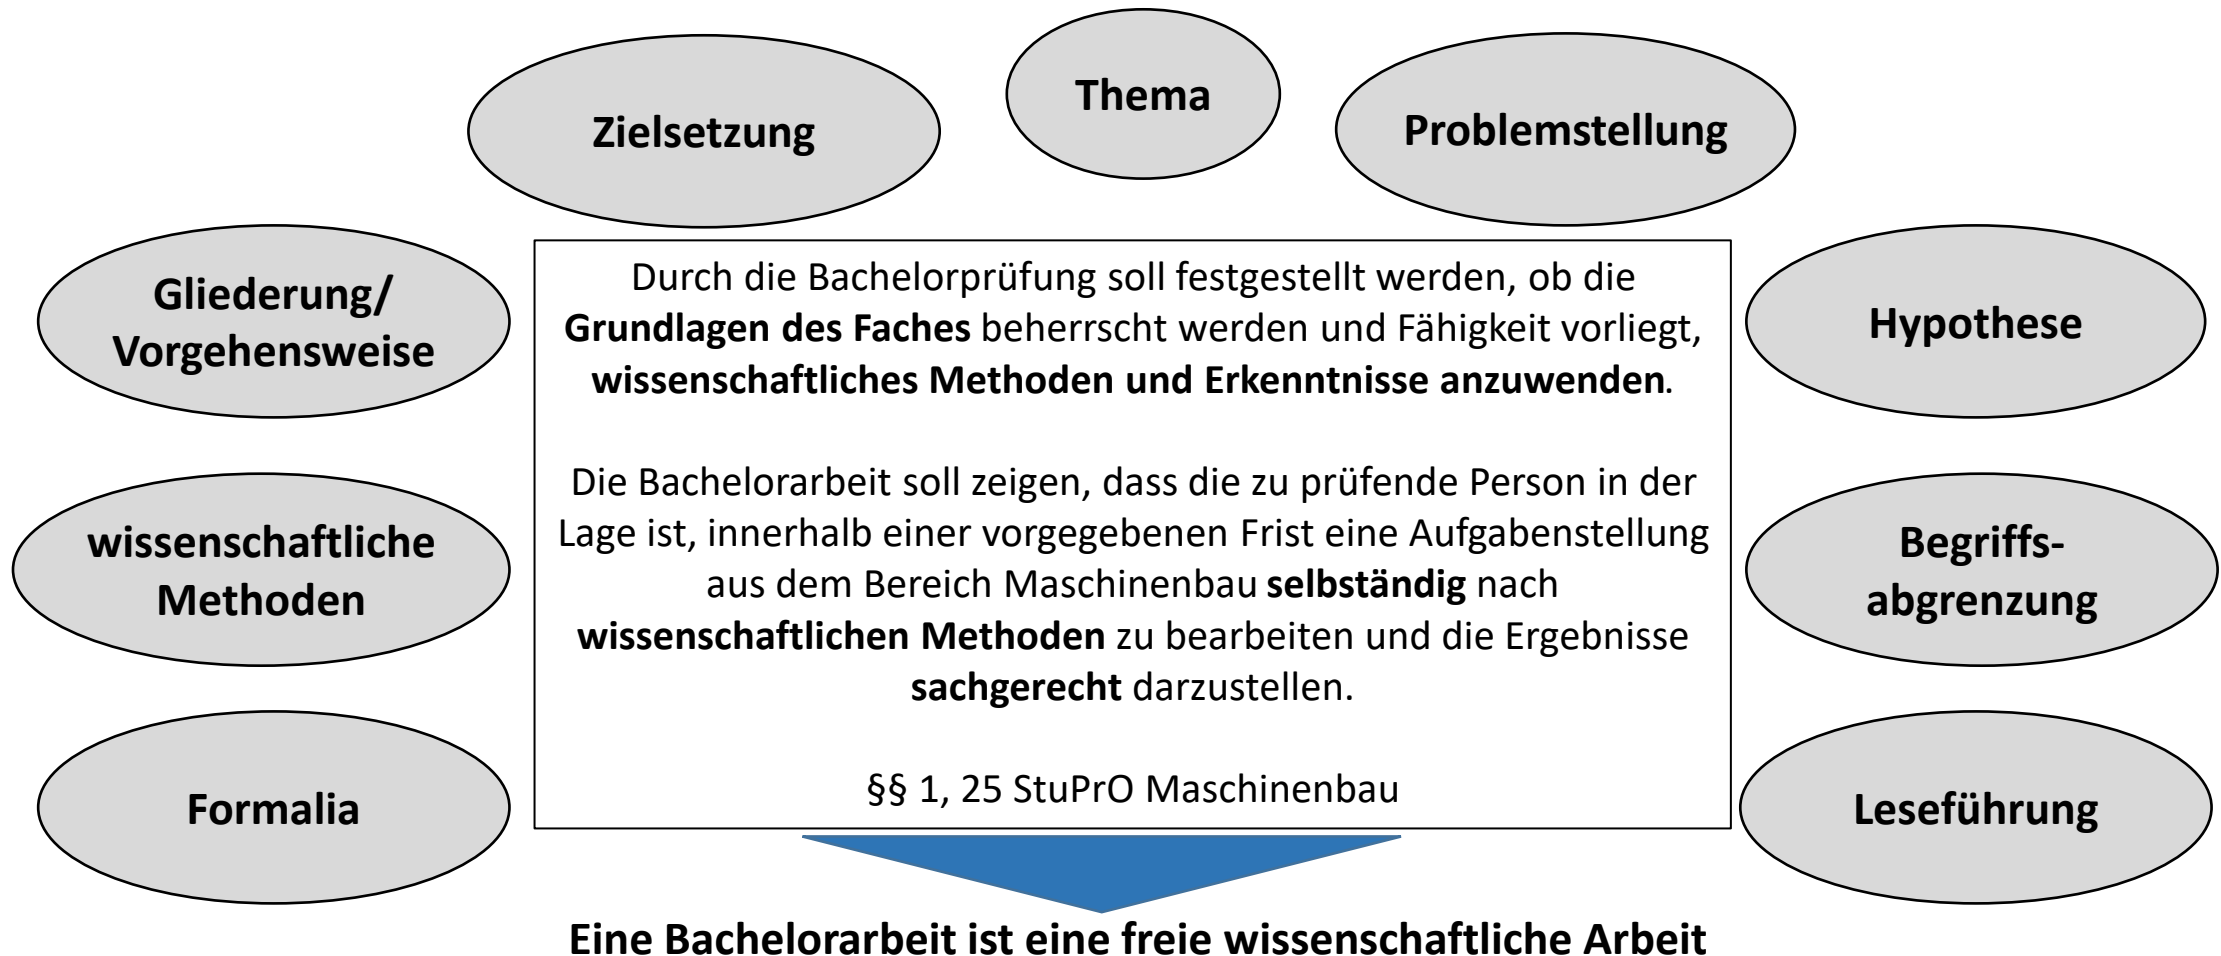 Thema
Zielsetzung
Problemstellung
Gliederung/
Vorgehensweise
Hypothese
wissenschaftliche
Methoden
Begriffs-
abgrenzung
Formalia
Leseführung
Durch die Bachelorprüfung soll festgestellt werden, ob die
Grundlagen des Faches beherrscht werden und Fähigkeit vorliegt,
wissenschaftliches Methoden und Erkenntnisse anzuwenden.
Die Bachelorarbeit soll zeigen, dass die zu prüfende Person in der
Lage ist, innerhalb einer vorgegebenen Frist eine Aufgabenstellung
aus dem Bereich Maschinenbau selbständig nach
wissenschaftlichen Methoden zu bearbeiten und die Ergebnisse
sachgerecht darzustellen.
§§ 1, 25 StuPrO Maschinenbau
Eine Bachelorarbeit ist eine freie wissenschaftliche Arbeit